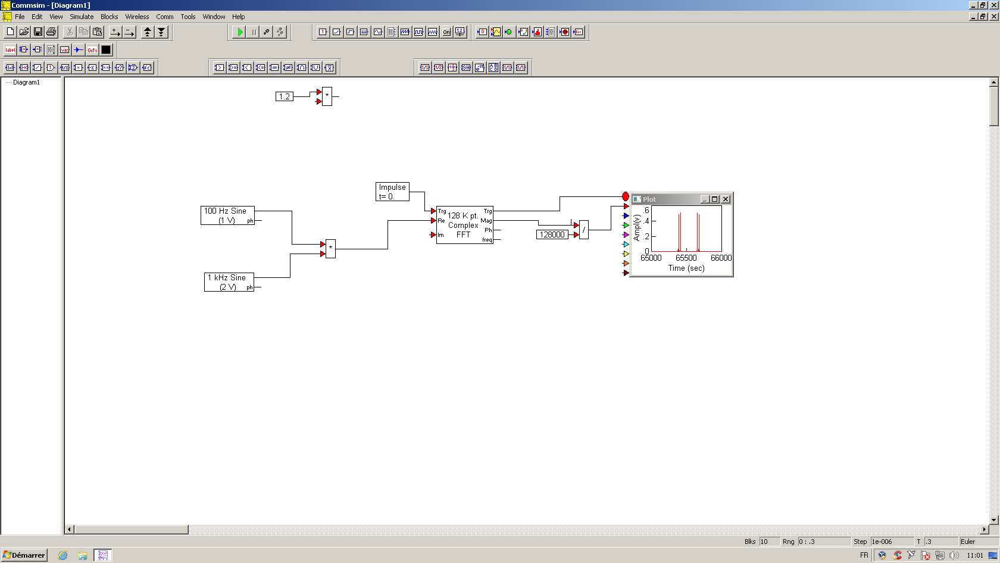 Commsim - [Diagram1]
File Edit View Simulate Blocks Wireless Comm Tools Window Help
Diagram1
1.2
*
Impulse
t= 0.
100 Hz Sine
(1 V) ph
1 kHz Sine
(2 V) ph
*
Trg Trg
Re Mag
Im Ph
freq
128 K pt.
Complex
FFT
128000
/
Plot
Ampl(v)
.6
.4
.2
0
65000 65500 66000
Time (sec)
Blks 10 Rng 0 : .3 Step 1e-006 T .3 Euler
Démarrer FR 11:01